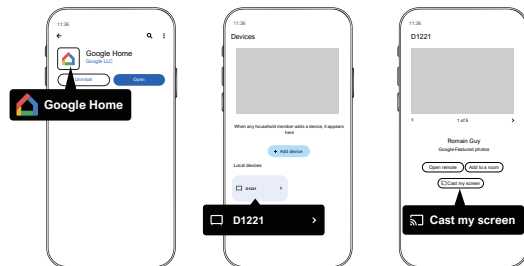 11:36
Google Home
Google LLC
Uninstall
Open
Google Home
11:36
Devices
When any household member adds a device, it appears
here
+ Add device
Local devices
D1221
D1221
11:36
D1221
1 of 5
Romain Guy
Google Featured photos
Open remote
Add to a room
Cast my screen
Cast my screen